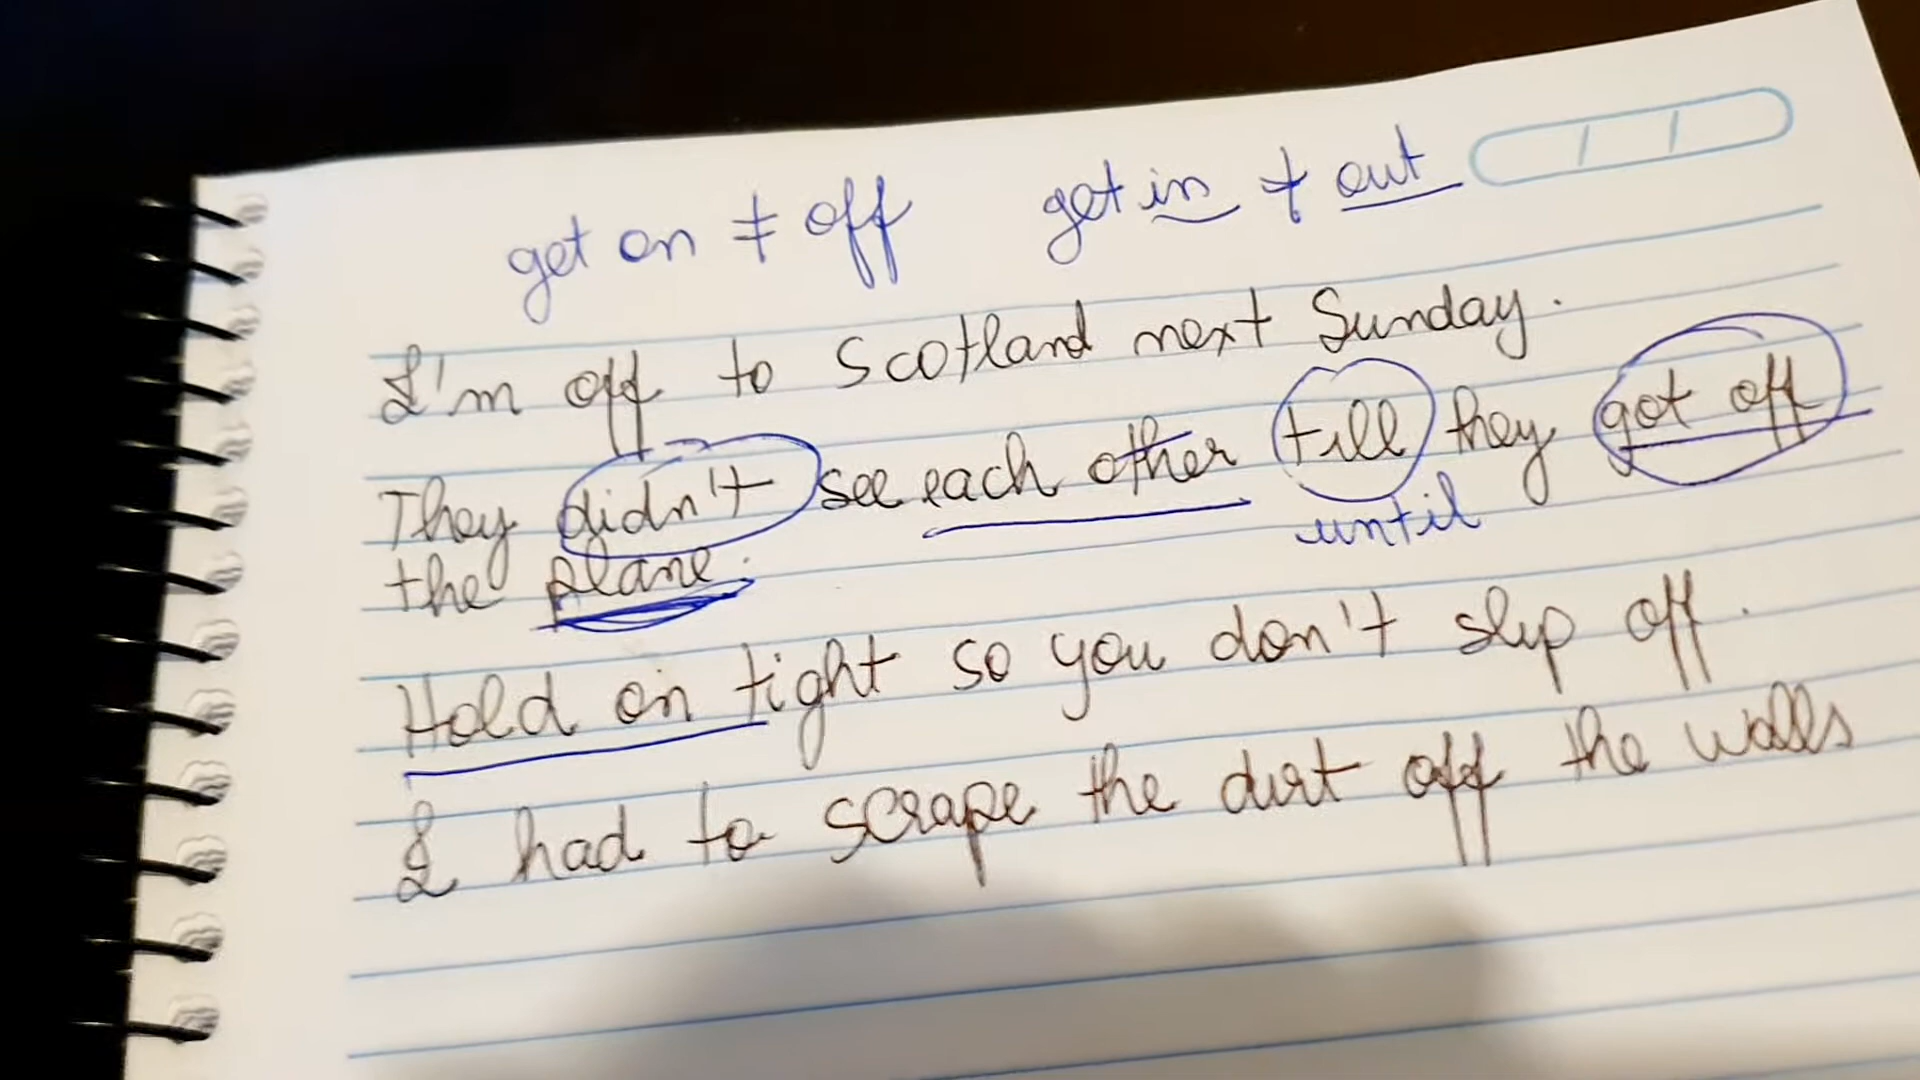 get on ≠ off get in ≠ out
I'm off to Scotland next Sunday.
They didn't see each other till they got off
until
the plane.
Hold on tight so you don't slip off.
I had to scrape the dirt off the walls